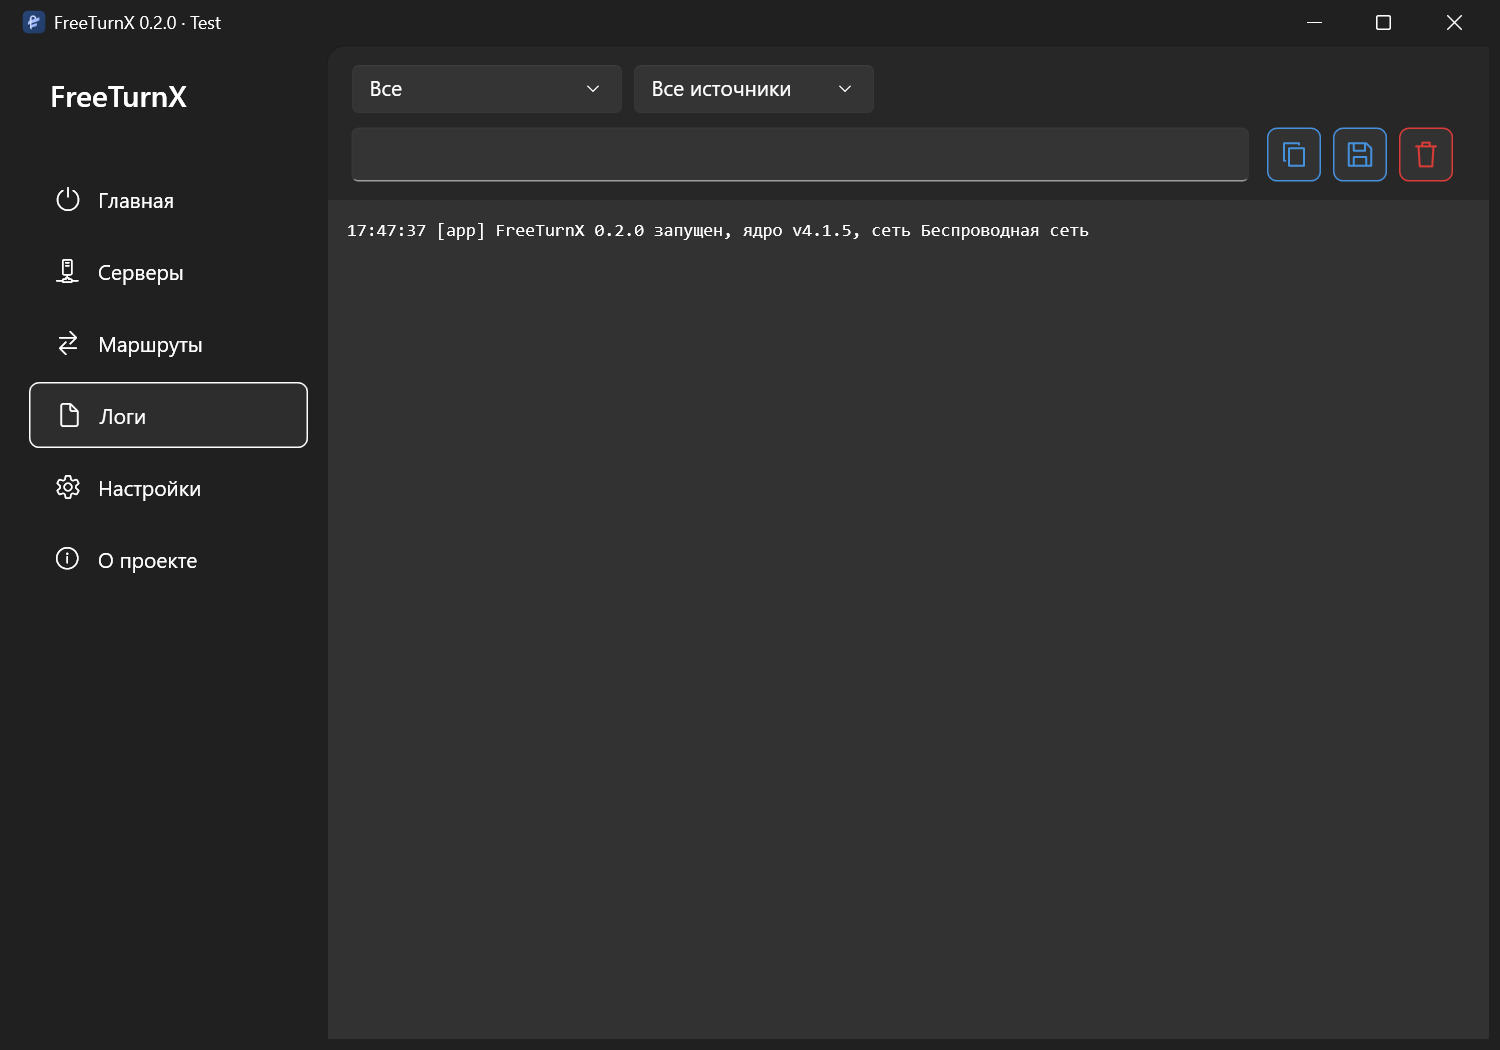 FreeTurnX 0.2.0 · Test
FreeTurnX
Главная
Серверы
Маршруты
Логи
Настройки
О проекте
Все
Все источники
17:47:37 [app] FreeTurnX 0.2.0 запущен, ядро v4.1.5, сеть Беспроводная сеть